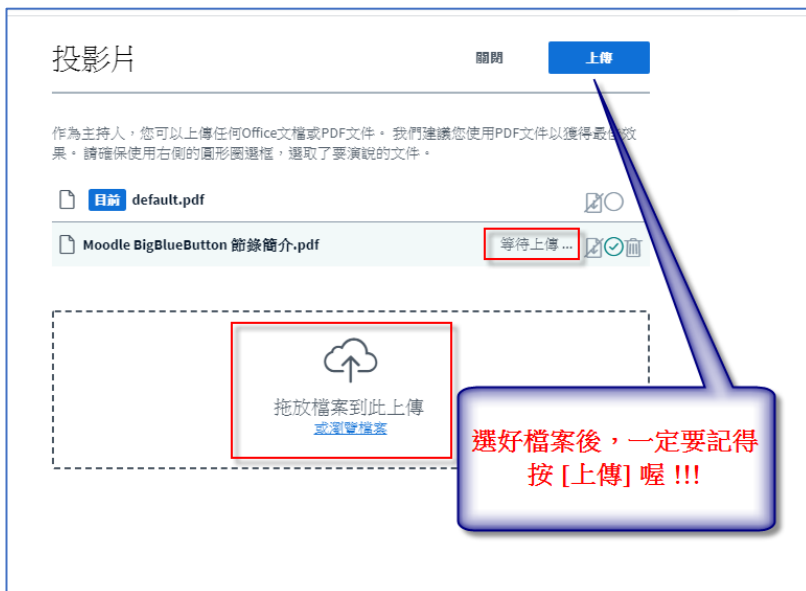 投影片
關閉
上傳
作為主持人，您可以上傳任何Office文檔或PDF文件。 我們建議您使用PDF文件以獲得最佳效
果。 請確保使用右側的圓形圈選框，選取了要演說的文件。
目前 default.pdf
Moodle BigBlueButton 節錄簡介.pdf 等待上傳 ...
拖放檔案到此上傳
或瀏覽檔案
選好檔案後，一定要記得
按 [上傳] 喔 !!!